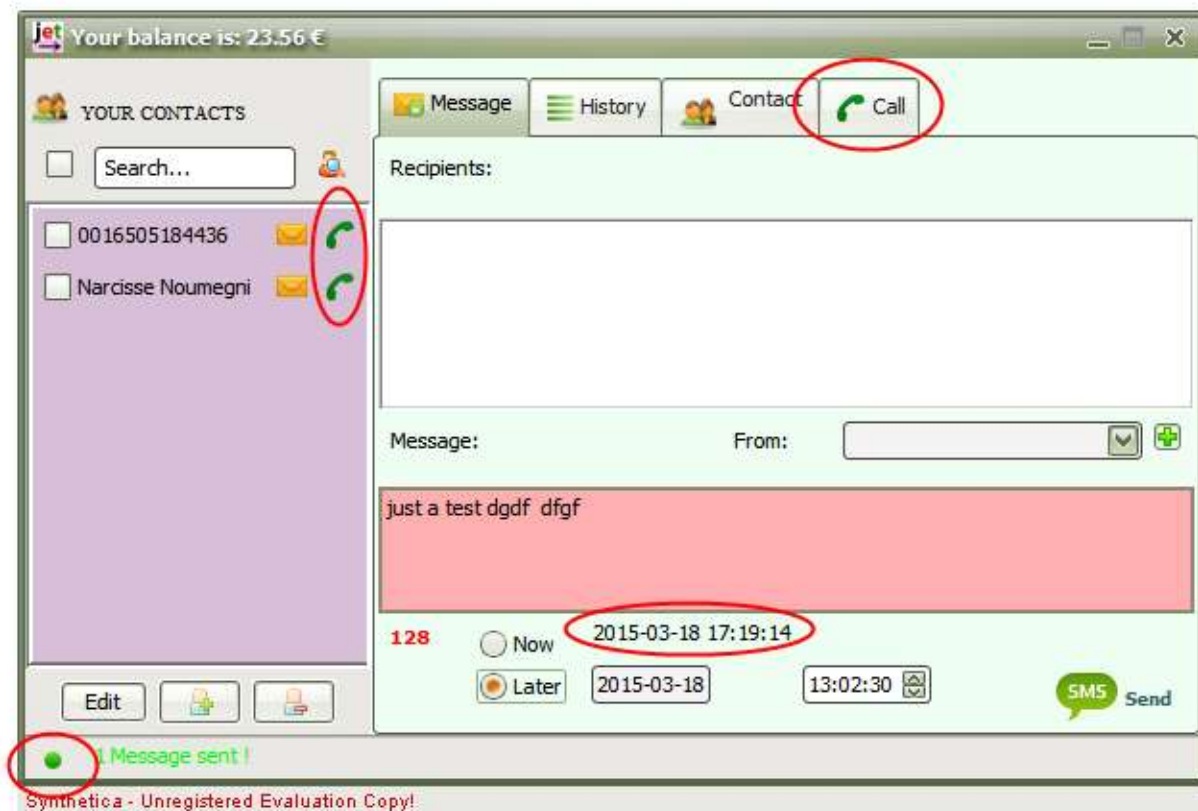 jet Your balance is: 23.56 €
YOUR CONTACTS
Search...
0016505184436
Narcisse Noumegni
Edit
Message History Contact Call
Recipients:
Message: From:
just a test dgdf dfgf
128 Now 2015-03-18 17:19:14
Later 2015-03-18 13:02:30
SMS Send
1 Message sent !
Synthetica - Unregistered Evaluation Copy!